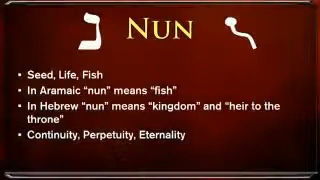 נ NUN 𐤍
• Seed, Life, Fish
• In Aramaic “nun” means “fish”
• In Hebrew “nun” means “kingdom” and “heir to the
throne”
• Continuity, Perpetuity, Eternality